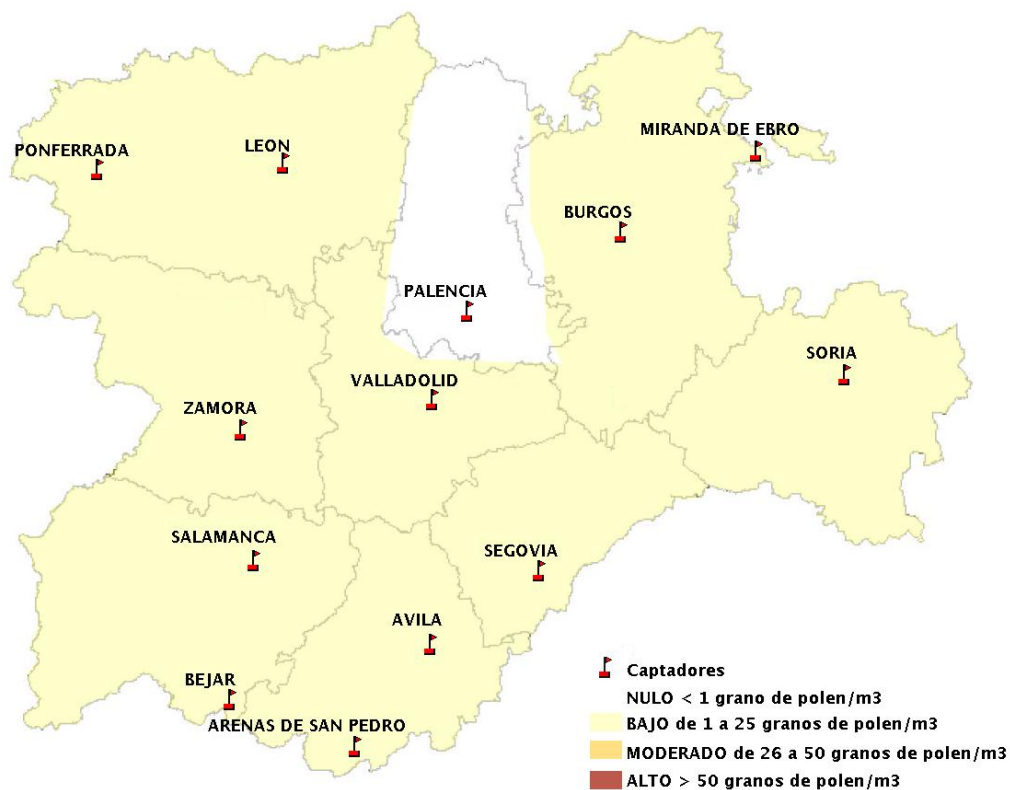 MIRANDA DE EBRO
PONFERRADA
LEON
BURGOS
PALENCIA
SORIA
VALLADOLID
ZAMORA
SALAMANCA
SEGOVIA
AVILA
BEJAR
ARENAS DE SAN PEDRO
Captadores
NULO < 1 grano de polen/m3
BAJO de 1 a 25 granos de polen/m3
MODERADO de 26 a 50 granos de polen/m3
ALTO > 50 granos de polen/m3